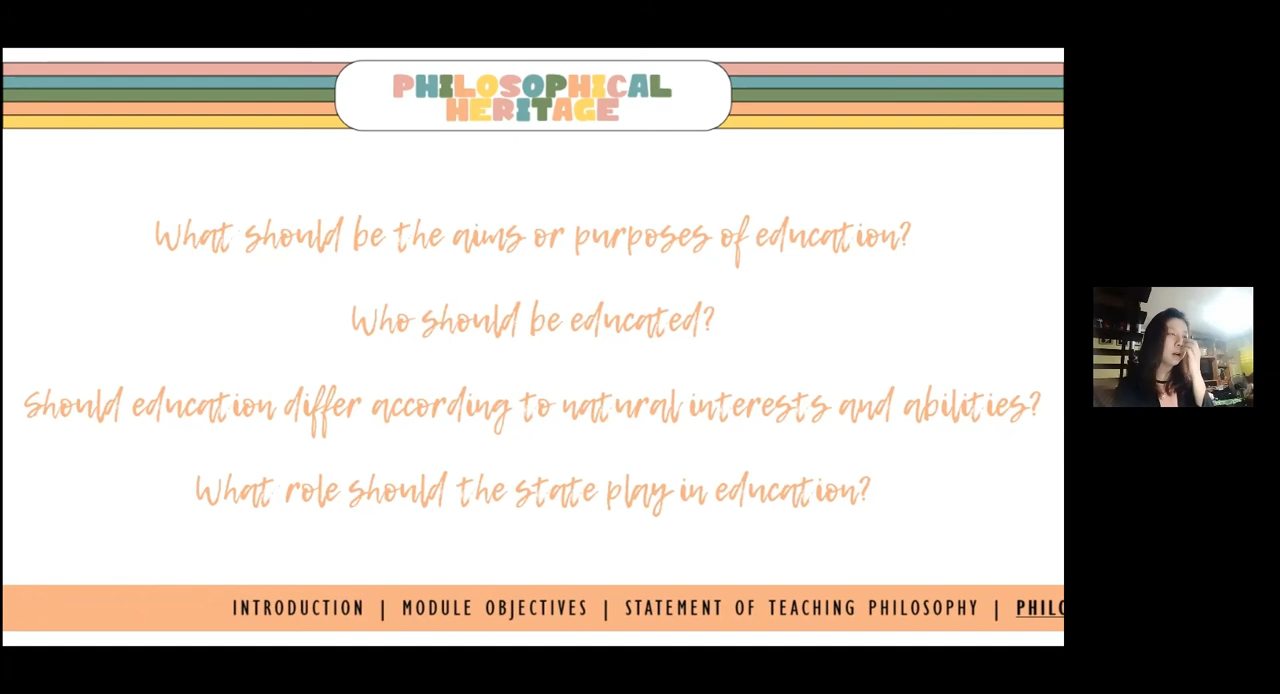 PHILOSOPHICAL
HERITAGE
What should be the aims or purposes of education?
Who should be educated?
Should education differ according to natural interests and abilities?
What role should the state play in education?
INTRODUCTION | MODULE OBJECTIVES | STATEMENT OF TEACHING PHILOSOPHY | PHILO